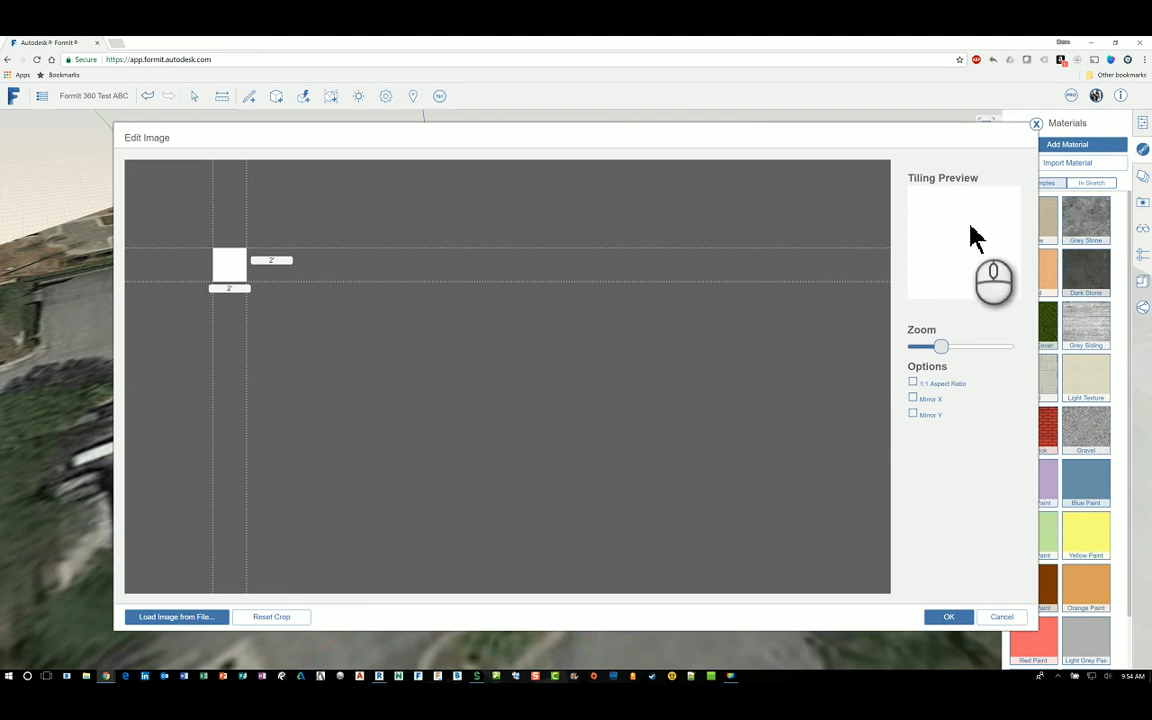 Autodesk® FormIt®
Secure
https://app.formit.autodesk.com
Apps
Bookmarks
Other bookmarks
FormIt 360 Test ABC
PRO
Edit Image
Materials
Add Material
Import Material
In Sketch
Tiling Preview
2'
2'
Zoom
Options
1:1 Aspect Ratio
Mirror X
Mirror Y
Grey Stone
Dark Stone
Grey Siding
Light Texture
Gravel
Blue Paint
Yellow Paint
Orange Paint
Red Paint
Light Grey Pai
Load Image from File...
Reset Crop
OK
Cancel
9:54 AM